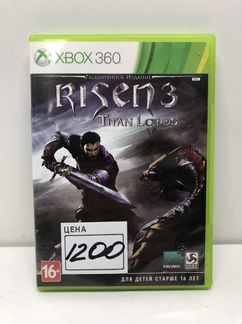 XBOX 360
РАСШИРЕННОЕ ИЗДАНИЕ
RISEN 3
TITAN LORDS
ЦЕНА
1200
16+
ДЛЯ ДЕТЕЙ СТАРШЕ 16 ЛЕТ